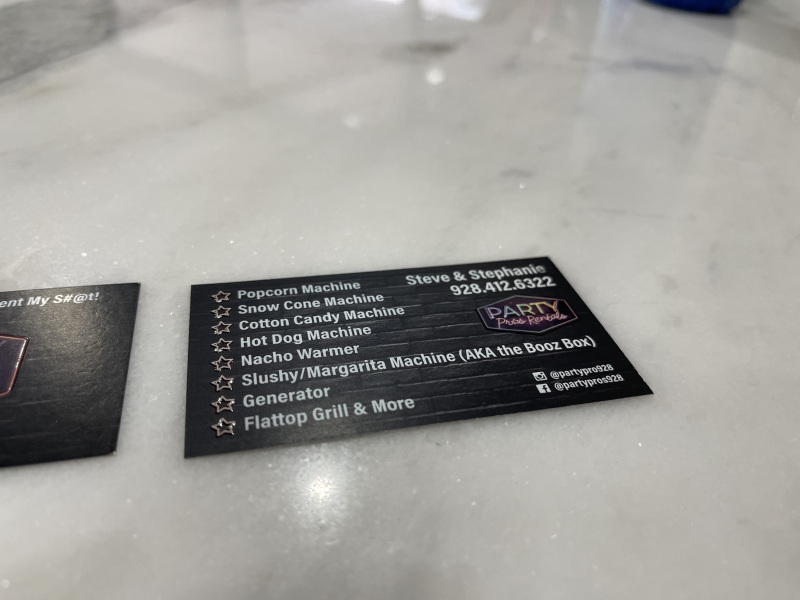 ent My S#@t!
Steve & Stephanie
928.412.6322
PARTY
Pros Rentals
Popcorn Machine
Snow Cone Machine
Cotton Candy Machine
Hot Dog Machine
Nacho Warmer
Slushy/Margarita Machine (AKA the Booz Box)
Generator
Flattop Grill & More
@partypro928
@partypros928